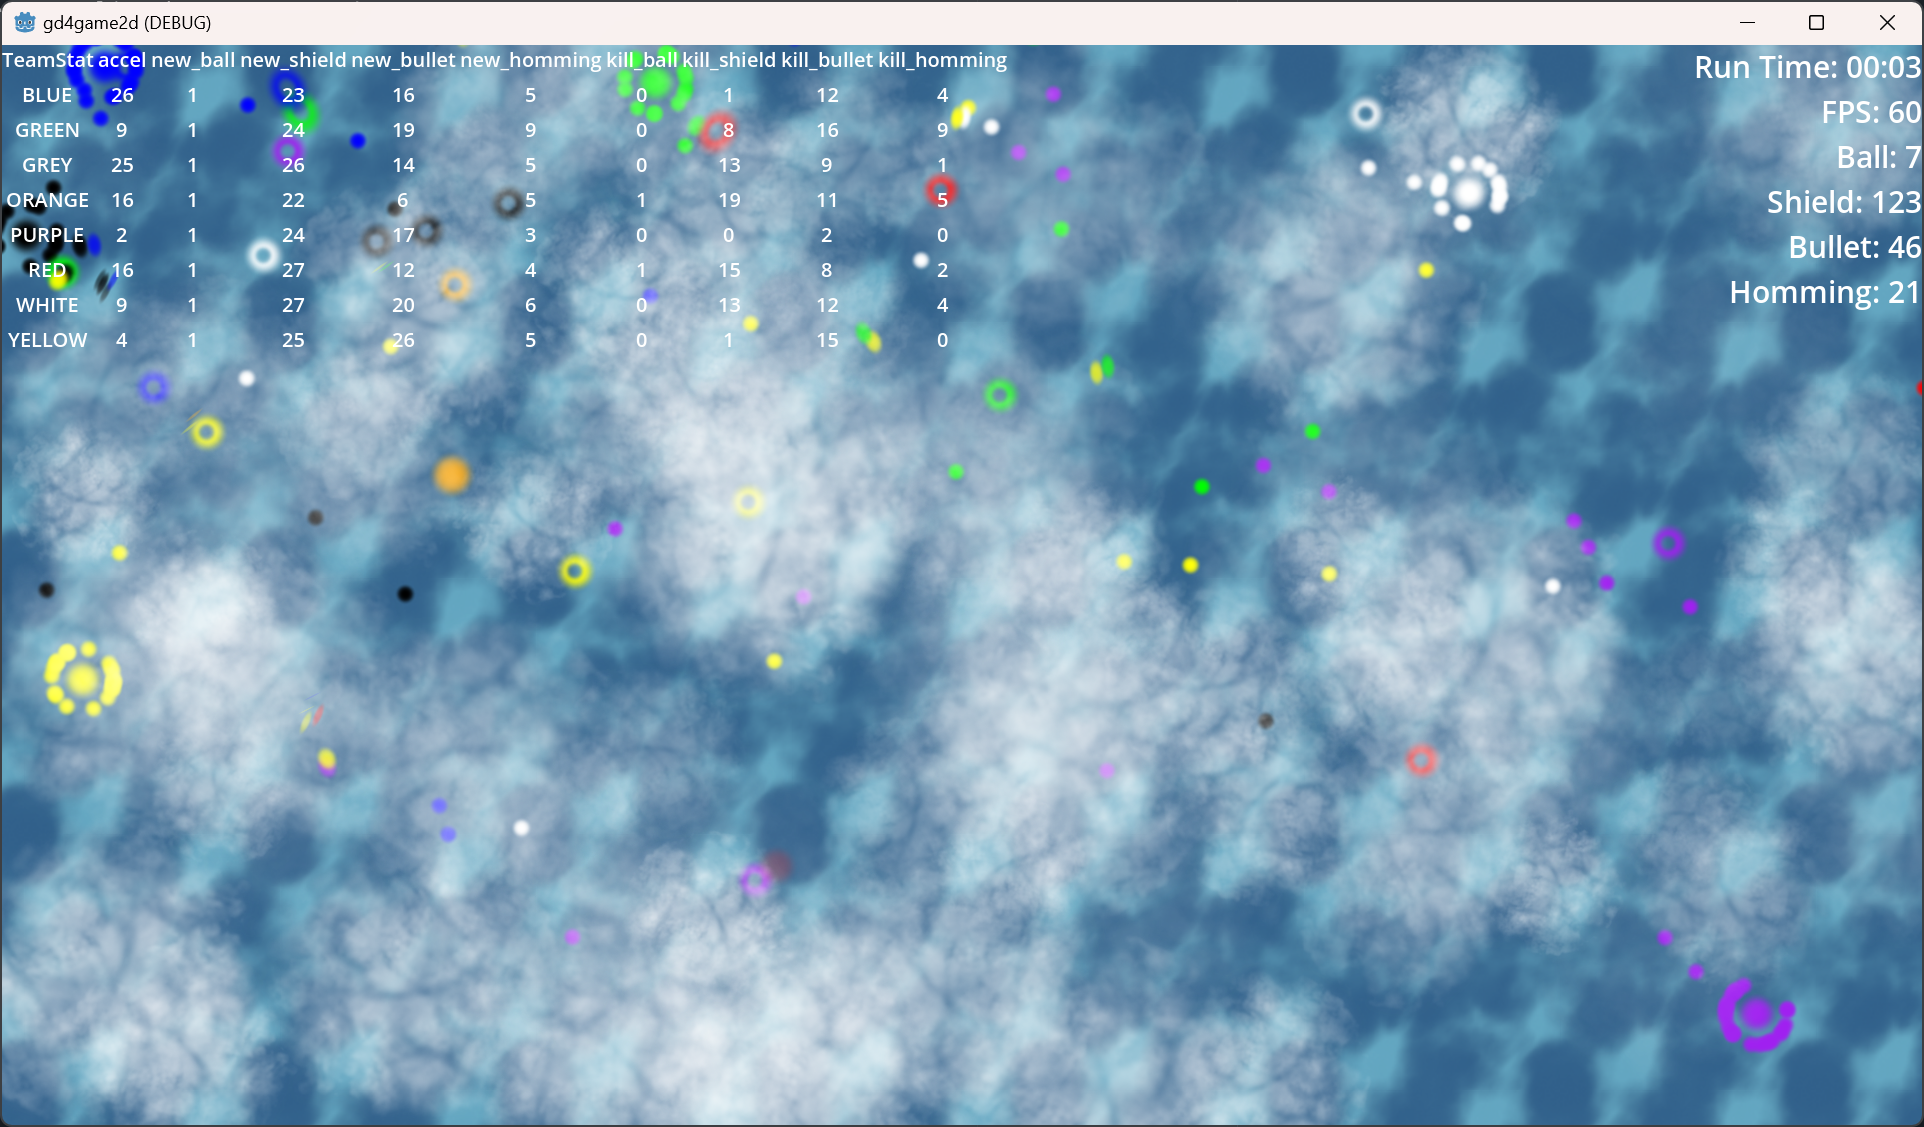 gd4game2d (DEBUG)
TeamStat accel new_ball new_shield new_bullet new_homming kill_ball kill_shield kill_bullet kill_homming
BLUE 26 1 23 16 5 0 1 12 4
GREEN 9 1 24 19 9 0 8 16 9
GREY 25 1 26 14 5 0 13 9 1
ORANGE 16 1 22 6 5 1 19 11 5
PURPLE 2 1 24 17 3 0 0 2 0
RED 16 1 27 12 4 1 15 8 2
WHITE 9 1 27 20 6 0 13 12 4
YELLOW 4 1 25 26 5 0 1 15 0
Run Time: 00:03
FPS: 60
Ball: 7
Shield: 123
Bullet: 46
Homming: 21